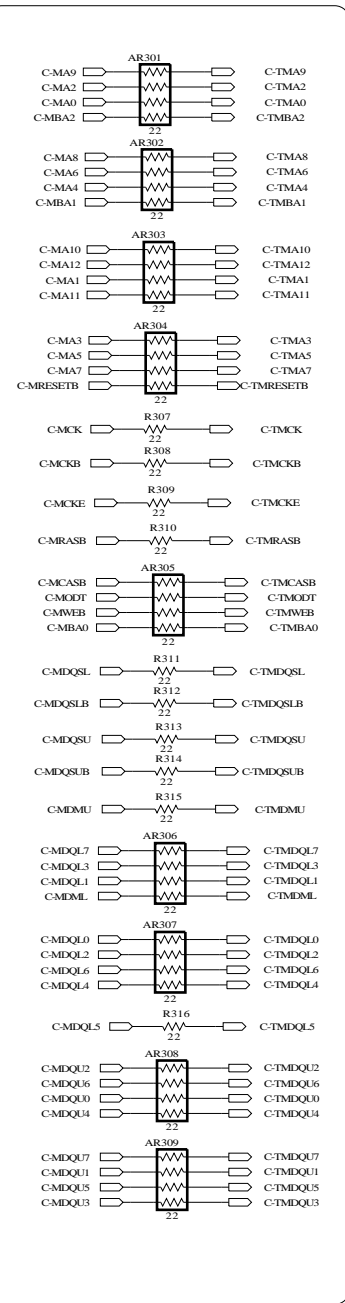 AR301
C-MA9 C-TMA9
C-MA2 C-TMA2
C-MA0 C-TMA0
C-MBA2 C-TMBA2
22
AR302
C-MA8 C-TMA8
C-MA6 C-TMA6
C-MA4 C-TMA4
C-MBA1 C-TMBA1
22
AR303
C-MA10 C-TMA10
C-MA12 C-TMA12
C-MA1 C-TMA1
C-MA11 C-TMA11
22
AR304
C-MA3 C-TMA3
C-MA5 C-TMA5
C-MA7 C-TMA7
C-MRESETB C-TMRESETB
22
R307
C-MCK C-TMCK
22
R308
C-MCKB C-TMCKB
22
R309
C-MCKE C-TMCKE
22
R310
C-MRASB C-TMRASB
22
AR305
C-MCASB C-TMCASB
C-MODT C-TMODT
C-MWEB C-TMWEB
C-MBA0 C-TMBA0
22
R311
C-MDQSL C-TMDQSL
22
R312
C-MDQSLB C-TMDQSLB
22
R313
C-MDQSU C-TMDQSU
22
R314
C-MDQSUB C-TMDQSUB
22
R315
C-MDMU C-TMDMU
22
AR306
C-MDQL7 C-TMDQL7
C-MDQL3 C-TMDQL3
C-MDQL1 C-TMDQL1
C-MDML C-TMDML
22
AR307
C-MDQL0 C-TMDQL0
C-MDQL2 C-TMDQL2
C-MDQL6 C-TMDQL6
C-MDQL4 C-TMDQL4
22
R316
C-MDQL5 C-TMDQL5
22
AR308
C-MDQU2 C-TMDQU2
C-MDQU6 C-TMDQU6
C-MDQU0 C-TMDQU0
C-MDQU4 C-TMDQU4
22
AR309
C-MDQU7 C-TMDQU7
C-MDQU1 C-TMDQU1
C-MDQU5 C-TMDQU5
C-MDQU3 C-TMDQU3
22